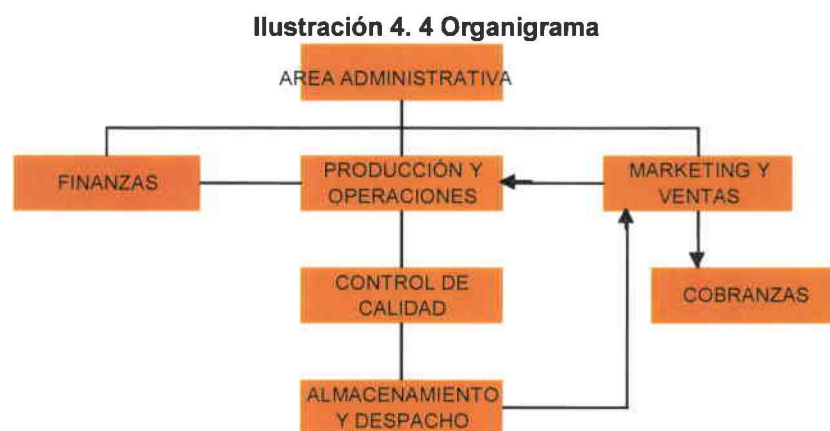 Ilustración 4. 4 Organigrama
AREA ADMINISTRATIVA
FINANZAS
PRODUCCIÓN Y
OPERACIONES
MARKETING Y
VENTAS
CONTROL DE
CALIDAD
COBRANZAS
ALMACENAMIENTO
Y DESPACHO